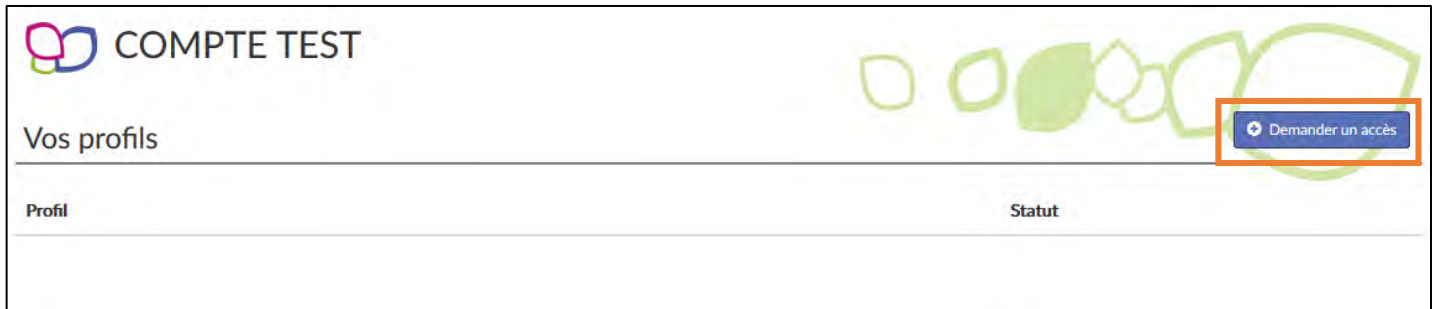 COMPTE TEST
Vos profils
Demander un accès
Profil Statut